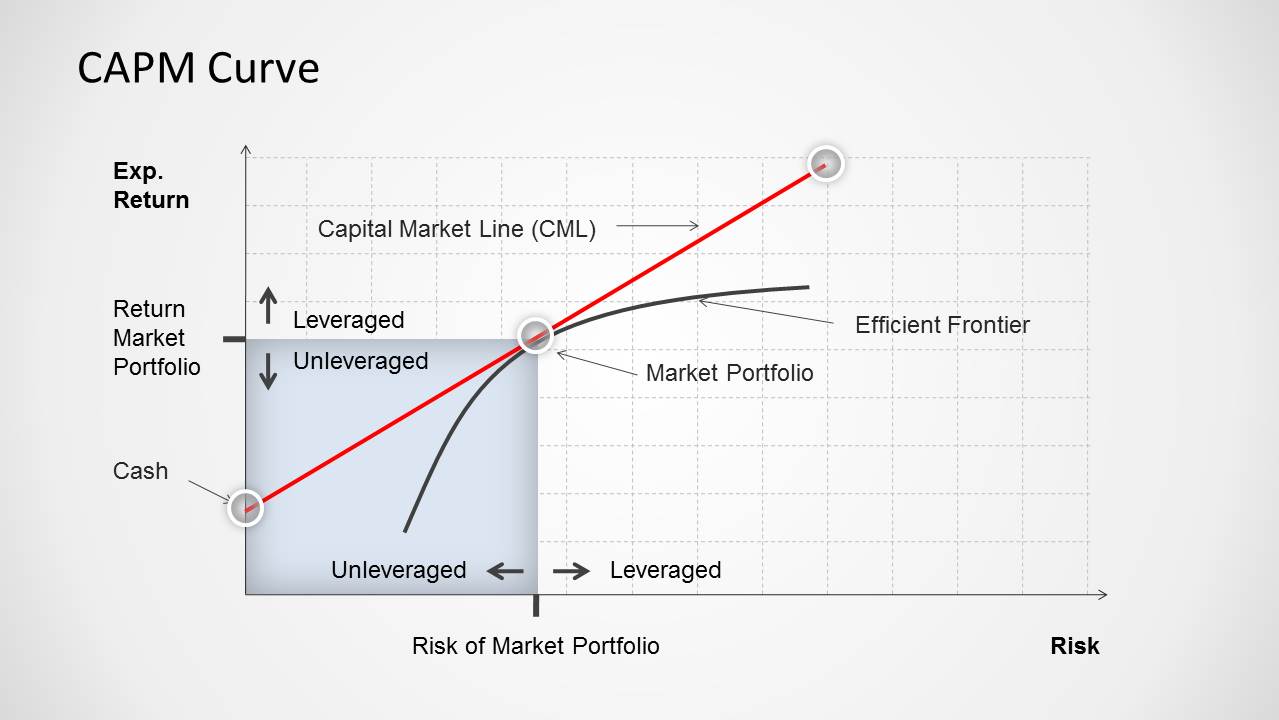 CAPM Curve
Exp.
Return
Capital Market Line (CML)
Return
Market
Portfolio
Leveraged
Unleveraged
Efficient Frontier
Market Portfolio
Cash
Unleveraged
Leveraged
Risk of Market Portfolio
Risk